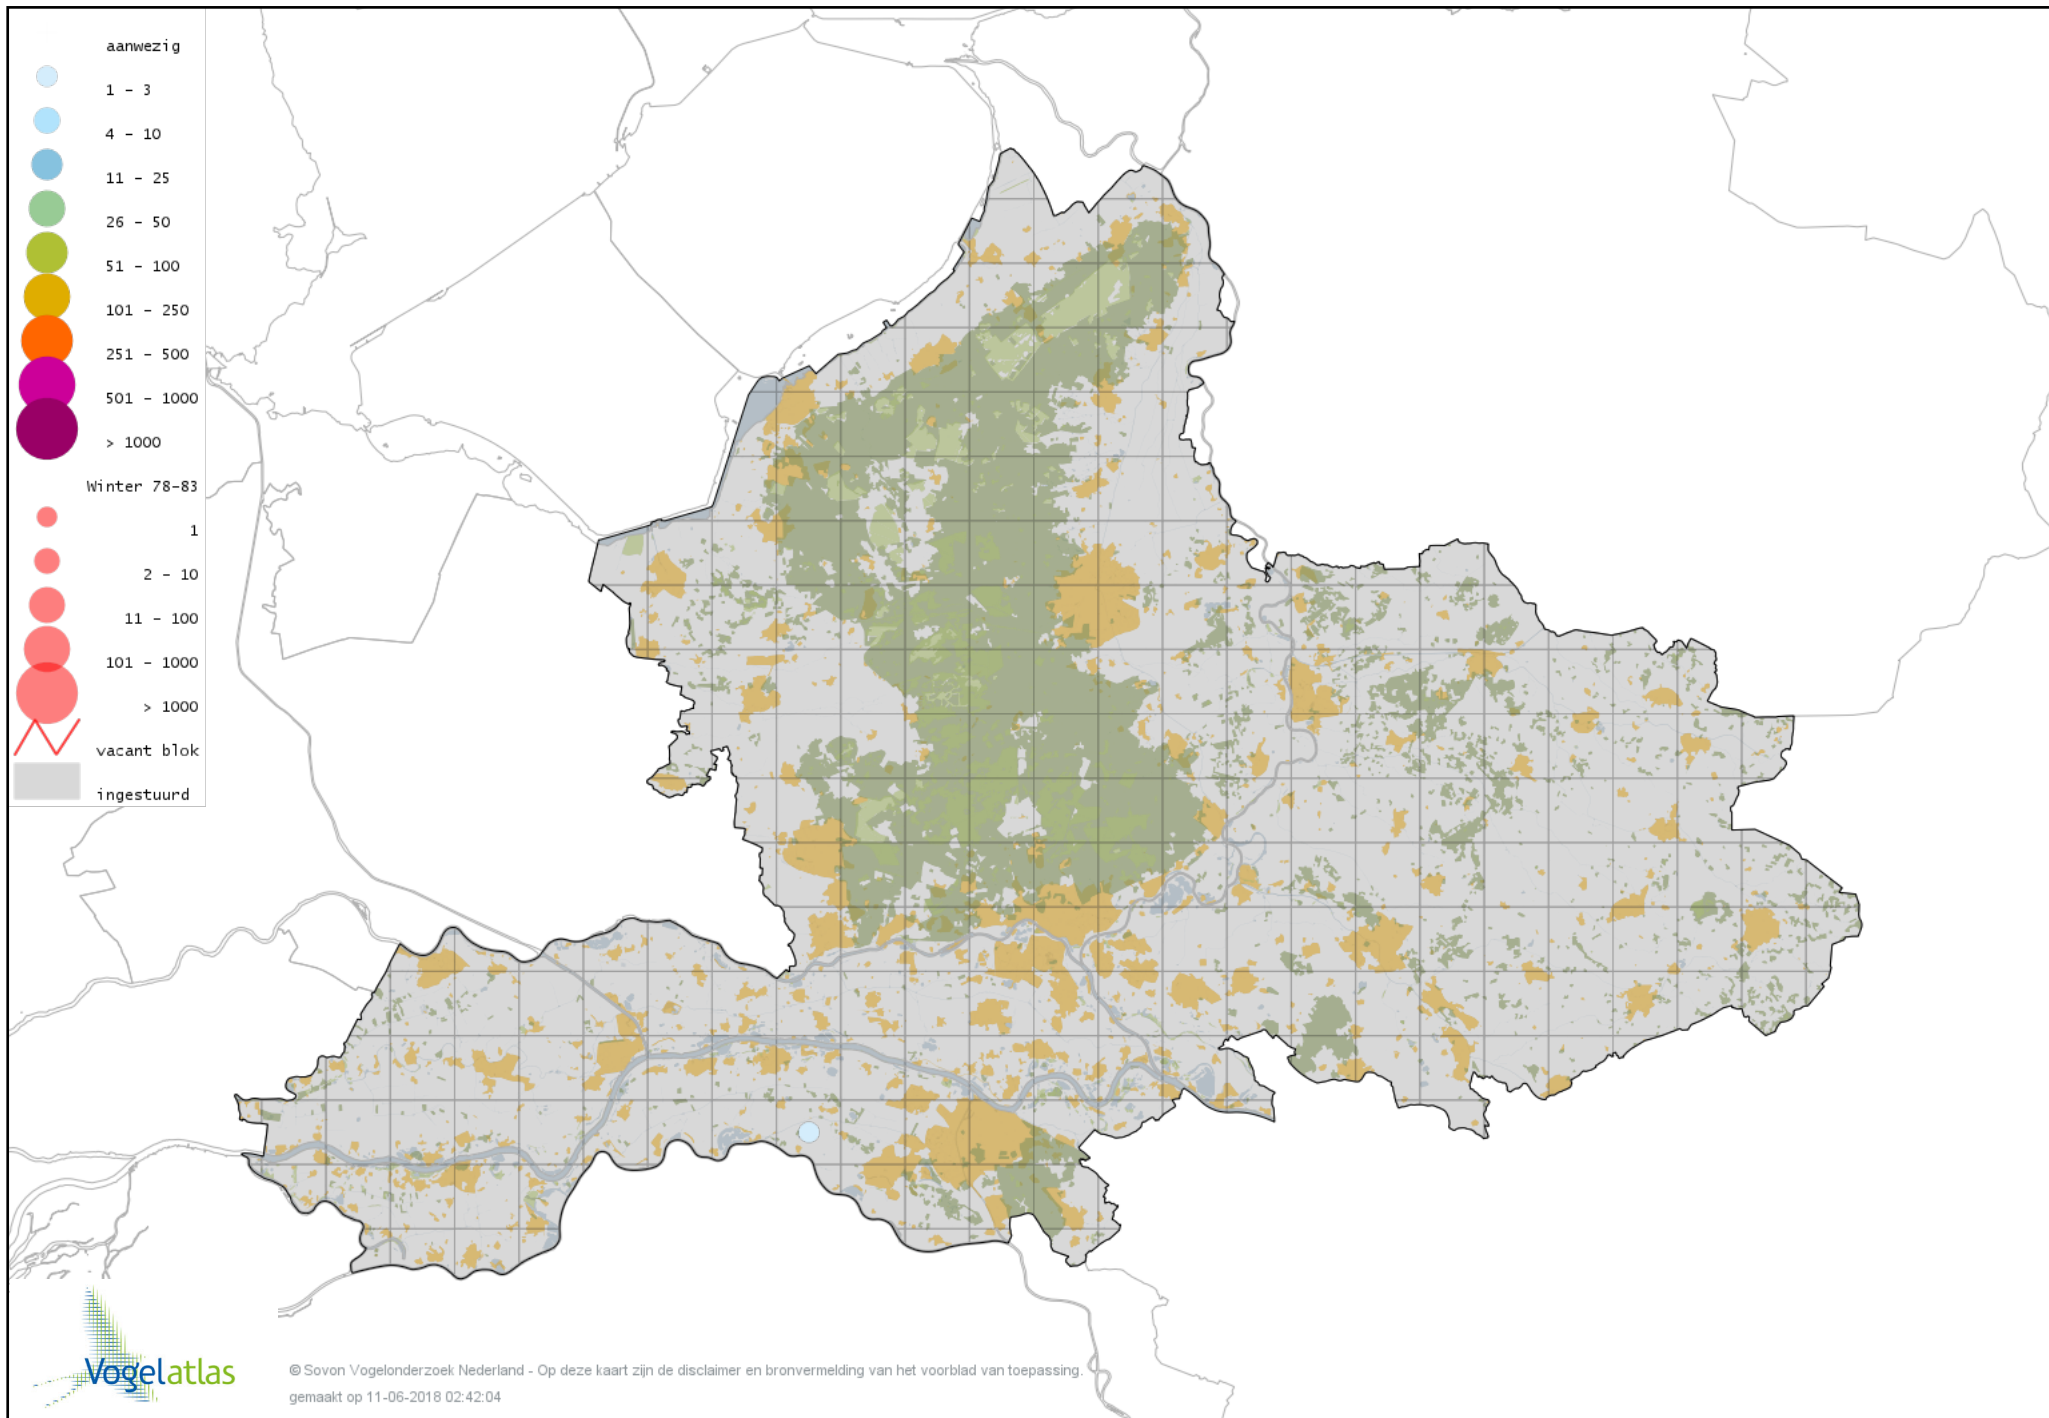 aanwezig
1 - 3
4 - 10
11 - 25
26 - 50
51 - 100
101 - 250
251 - 500
501 - 1000
> 1000
Winter 78-83
1
2 - 10
11 - 100
101 - 1000
> 1000
vacant blok
ingestuurd
Vogelatlas
© Sovon Vogelonderzoek Nederland - Op deze kaart zijn de disclaimer en bronvermelding van het voorblad van toepassing.
gemaakt op 11-06-2018 02:42:04